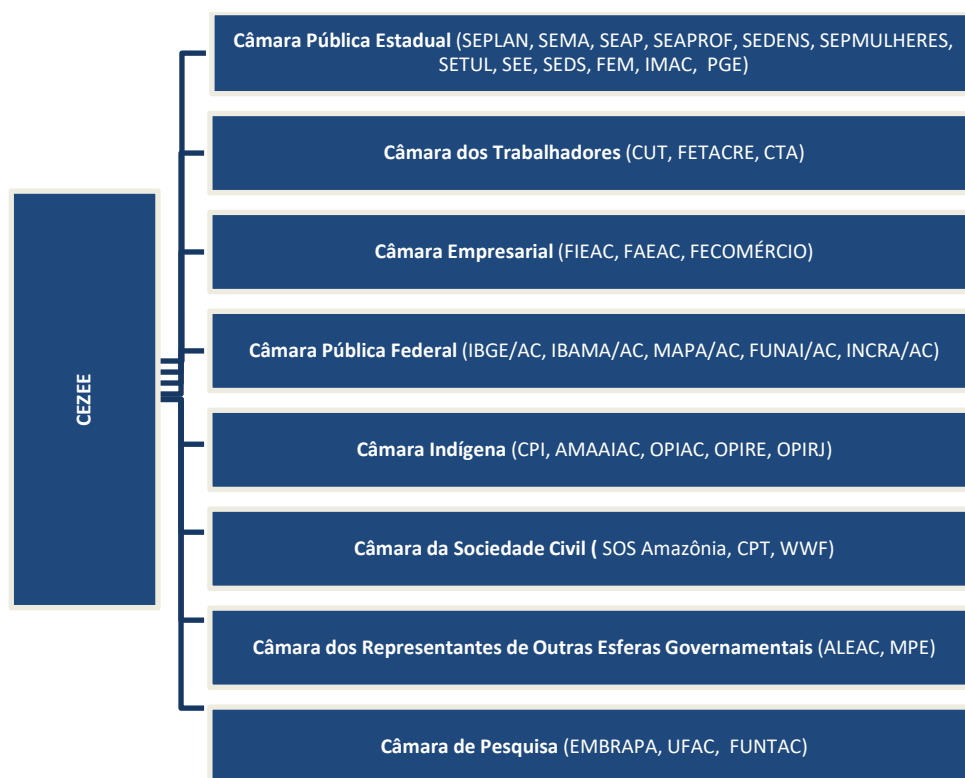 CEZEE
Câmara Pública Estadual (SEPLAN, SEMA, SEAP, SEAPROF, SEDENS, SEPMULHERES,
SETUL, SEE, SEDS, FEM, IMAC, PGE)
Câmara dos Trabalhadores (CUT, FETACRE, CTA)
Câmara Empresarial (FIEAC, FAEAC, FECOMÉRCIO)
Câmara Pública Federal (IBGE/AC, IBAMA/AC, MAPA/AC, FUNAI/AC, INCRA/AC)
Câmara Indígena (CPI, AMAAIAC, OPIAC, OPIRE, OPIRJ)
Câmara da Sociedade Civil ( SOS Amazônia, CPT, WWF)
Câmara dos Representantes de Outras Esferas Governamentais (ALEAC, MPE)
Câmara de Pesquisa (EMBRAPA, UFAC, FUNTAC)